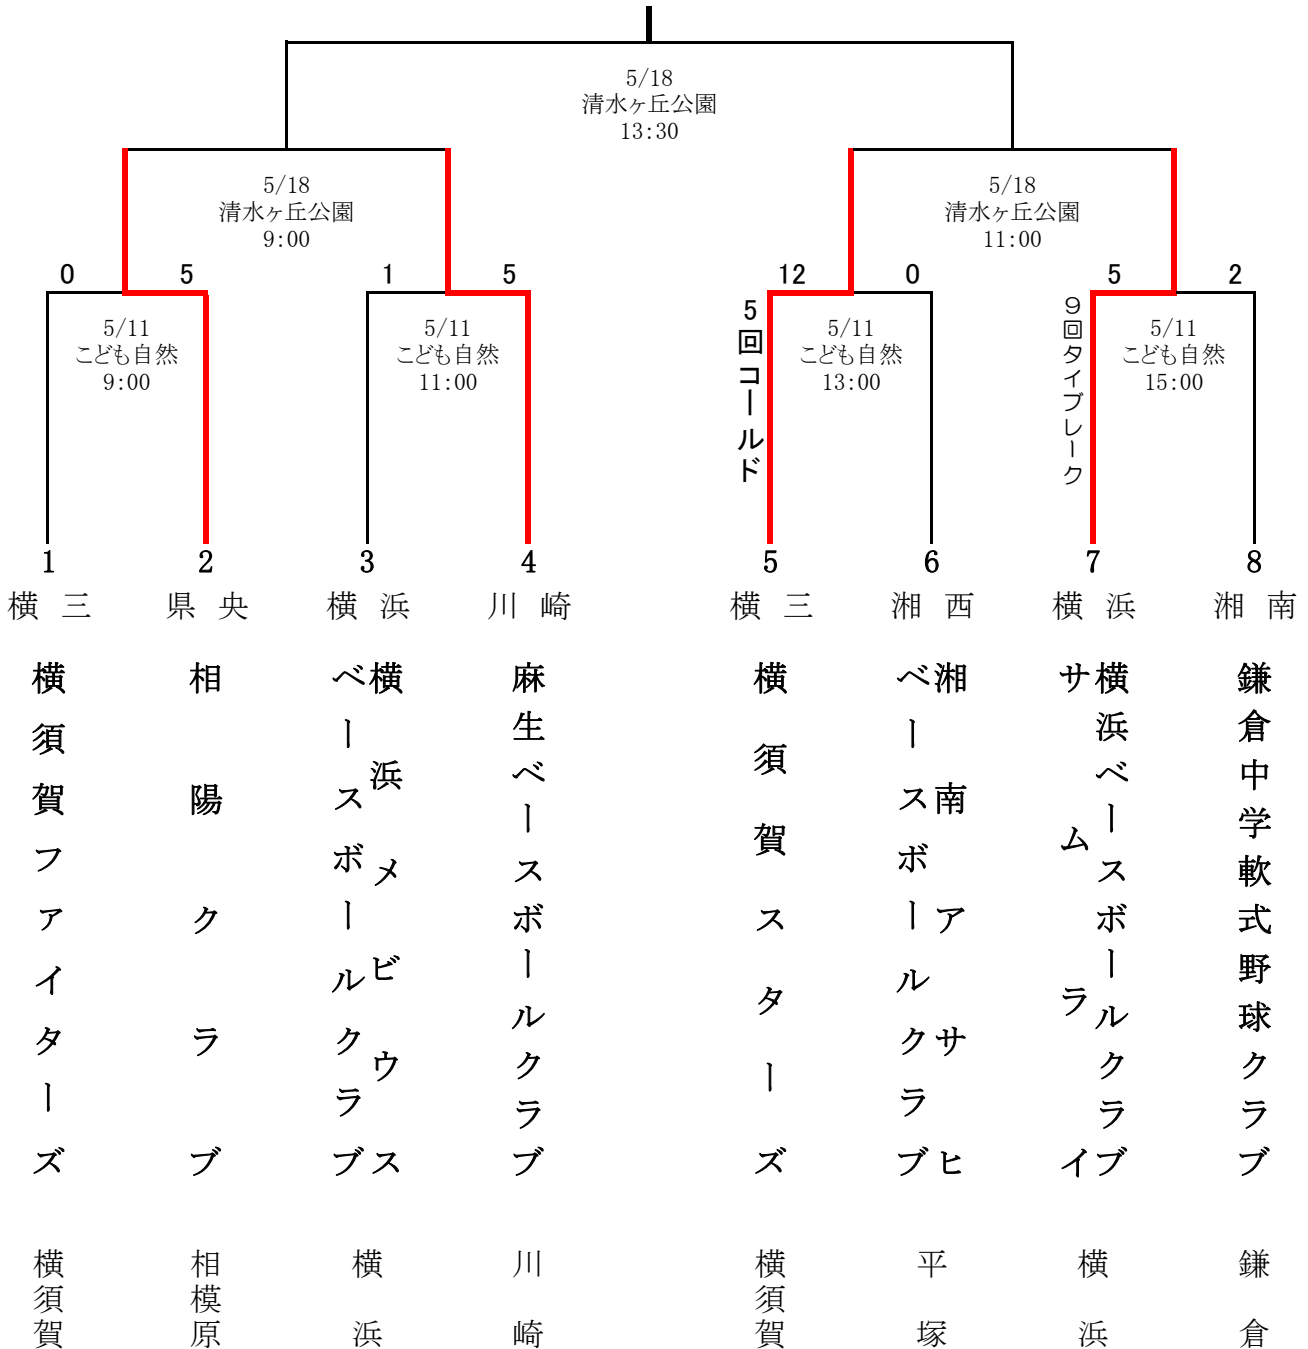 5/18
清水ヶ丘公園
13:30
5/18
清水ヶ丘公園
9:00
5/18
清水ヶ丘公園
11:00
0
5
1
5
12
0
5
2
5/11
こども自然
9:00
5/11
こども自然
11:00
5回コールド
5/11
こども自然
13:00
9回タイブレーク
5/11
こども自然
15:00
1
2
3
4
5
6
7
8
横三
県央
横浜
川崎
横三
湘西
横浜
湘南
横須賀ファイターズ
相陽クラブ
横浜メビウス
ベースボールクラブ
麻生ベースボールクラブ
横須賀スターズ
湘南アサヒ
ベースボールクラブ
横浜ベースボールクラブ
サムライ
鎌倉中学軟式野球クラブ
横須賀
相模原
横浜
川崎
横須賀
平塚
横浜
鎌倉